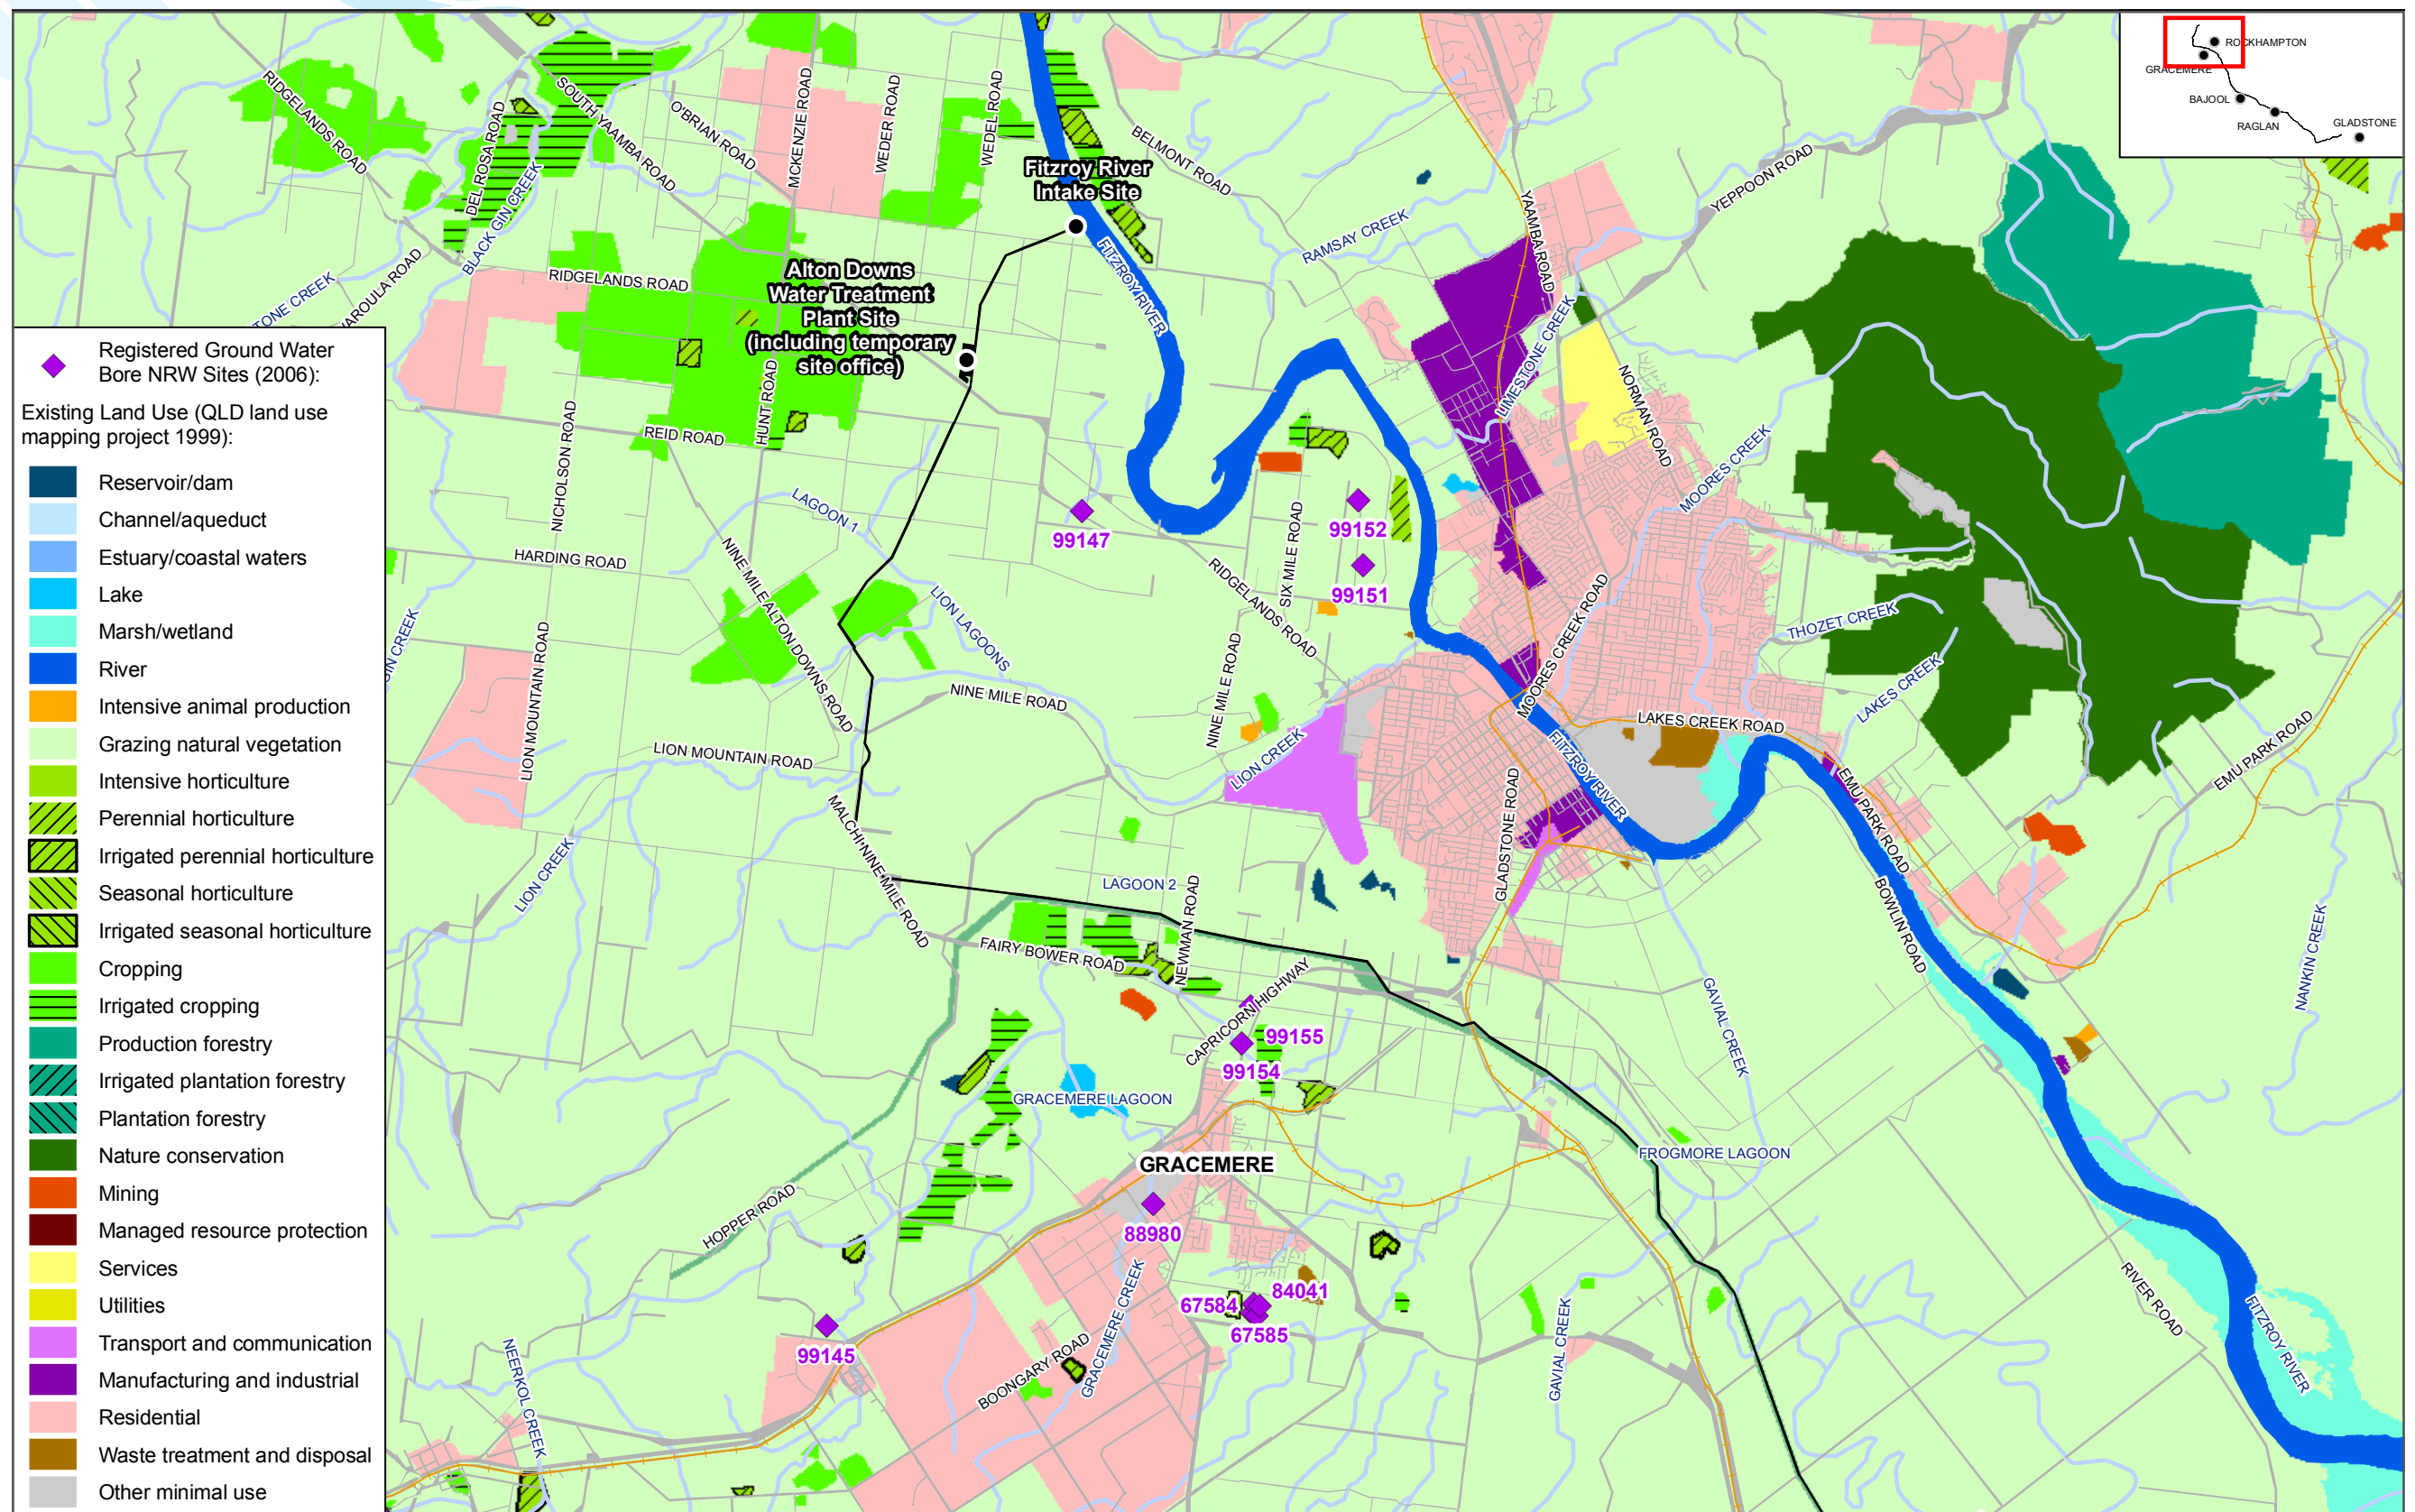 ROCKHAMPTON
GRACEMERE
BAJOOL
RAGLAN
GLADSTONE
RIDGELANDS ROAD
DEL ROSA ROAD
SOUTH YAAMBA ROAD
O'BRIAN ROAD
MCKENZIE ROAD
WEDER ROAD
WEDEL ROAD
BELMONT ROAD
YAAMBA ROAD
YEPPOON ROAD
BLACK GIN CREEK
Fitzroy River
Intake Site
RAMSAY CREEK
FITZROY RIVER
RIDGELANDS ROAD
Alton Downs
Water Treatment
Plant Site
(including temporary
site office)
LIMESTONE CREEK
NORMAN ROAD
HUNT ROAD
REID ROAD
NICHOLSON ROAD
MOORES CREEK
LAGOON 1
99147
99152
99151
SIX MILE ROAD
RIDGELANDS ROAD
HARDING ROAD
NINE MILE ALTON DOWNS ROAD
LION LAGOONS
MOORES CREEK ROAD
THOZET CREEK
LAKES CREEK
LION MOUNTAIN ROAD
NINE MILE ROAD
NINE MILE ROAD
LION CREEK
LAKES CREEK ROAD
FITZROY RIVER
EMU PARK ROAD
LION MOUNTAIN ROAD
MALCHI-NINE MILE ROAD
GLADSTONE ROAD
EMU PARK ROAD
LION CREEK
LAGOON 2
NEWMAN ROAD
BOWLIN ROAD
FAIRY BOWER ROAD
CAPRICORN HIGHWAY
GAVIAL CREEK
NANKIN CREEK
99155
99154
GRACEMERE LAGOON
FROGMORE LAGOON
GRACEMERE
HOPPER ROAD
88980
84041
67584
67585
99145
GRACEMERE CREEK
BOONGARY ROAD
GAVIAL CREEK
NEERKOL CREEK
RIVER ROAD
FITZROY RIVER
Registered Ground Water
Bore NRW Sites (2006):
Existing Land Use (QLD land use
mapping project 1999):
Reservoir/dam
Channel/aqueduct
Estuary/coastal waters
Lake
Marsh/wetland
River
Intensive animal production
Grazing natural vegetation
Intensive horticulture
Perennial horticulture
Irrigated perennial horticulture
Seasonal horticulture
Irrigated seasonal horticulture
Cropping
Irrigated cropping
Production forestry
Irrigated plantation forestry
Plantation forestry
Nature conservation
Mining
Managed resource protection
Services
Utilities
Transport and communication
Manufacturing and industrial
Residential
Waste treatment and disposal
Other minimal use